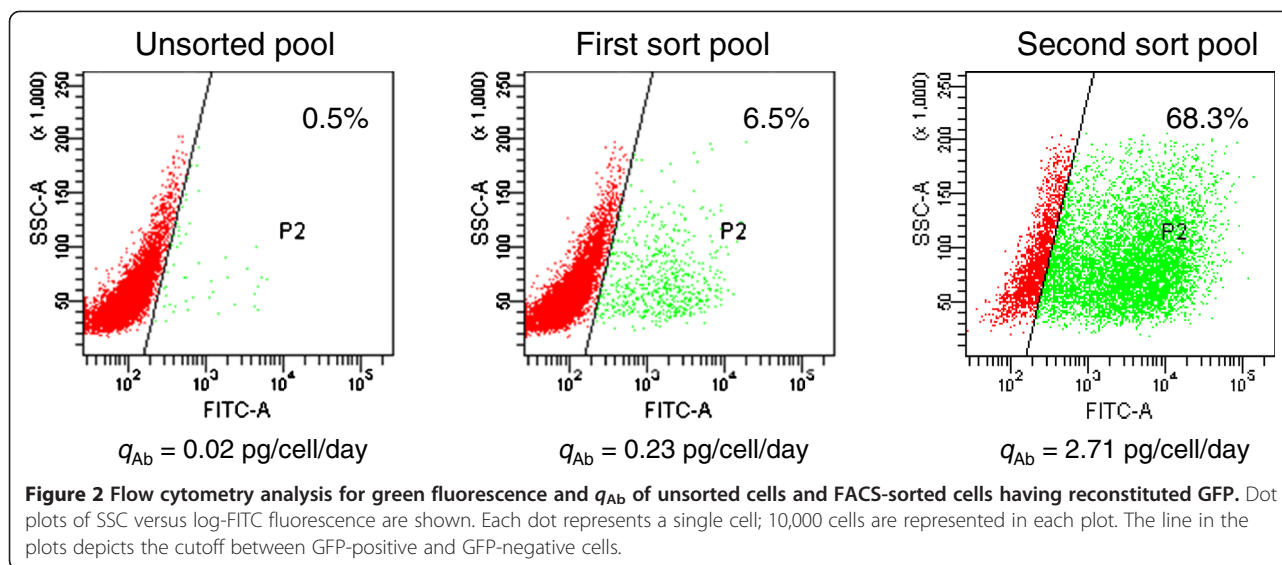 Unsorted pool
First sort pool
Second sort pool
(x 1,000)
250
200
150
100
50
SSC-A
0.5%
P2
10² 10³ 10⁴ 10⁵
FITC-A
(x 1,000)
250
200
150
100
50
SSC-A
6.5%
P2
10² 10³ 10⁴ 10⁵
FITC-A
(x 1,000)
250
200
150
100
50
SSC-A
68.3%
P2
10² 10³ 10⁴ 10⁵
FITC-A
qAb = 0.02 pg/cell/day
qAb = 0.23 pg/cell/day
qAb = 2.71 pg/cell/day
Figure 2 Flow cytometry analysis for green fluorescence and qAb of unsorted cells and FACS-sorted cells having reconstituted GFP. Dot
plots of SSC versus log-FITC fluorescence are shown. Each dot represents a single cell; 10,000 cells are represented in each plot. The line in the
plots depicts the cutoff between GFP-positive and GFP-negative cells.